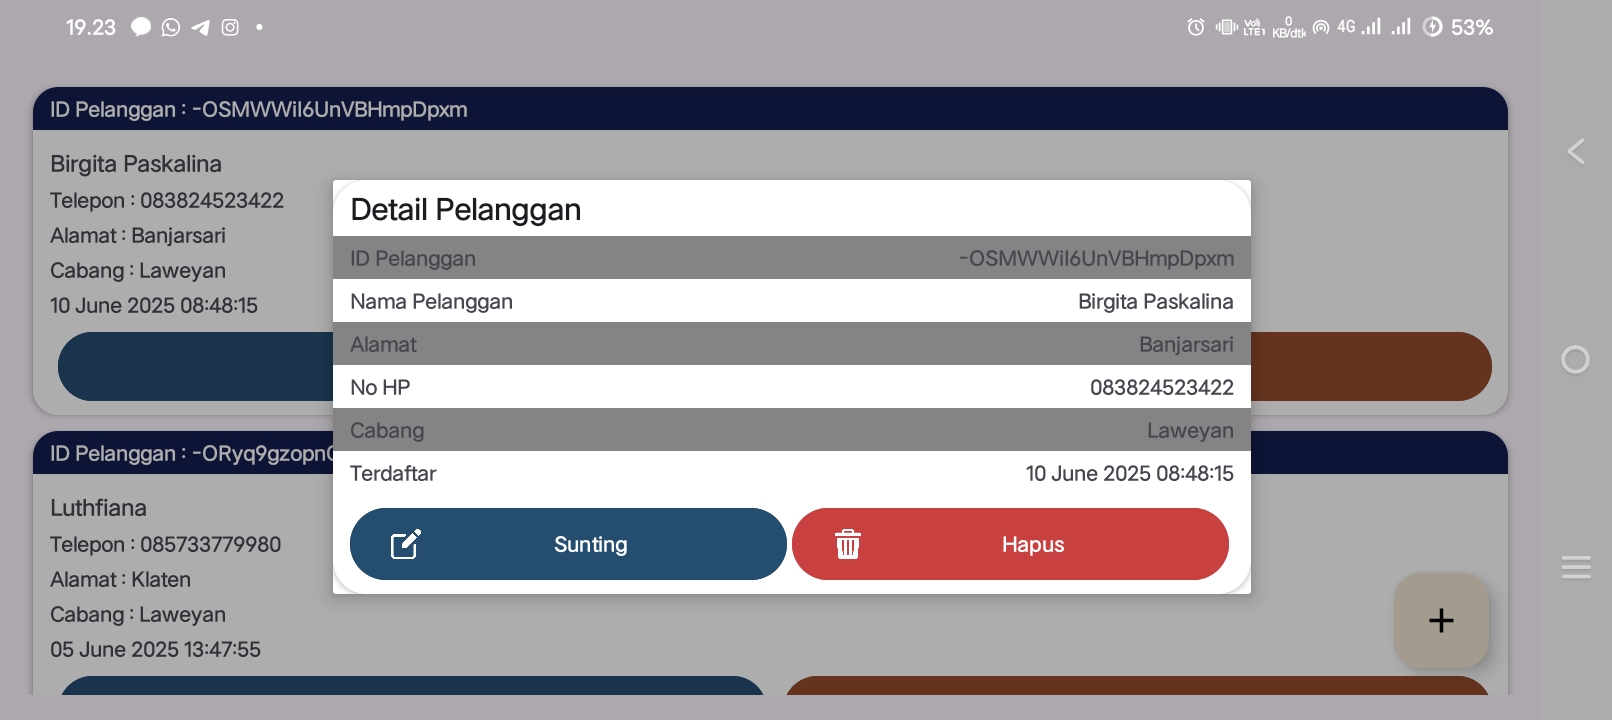 19.23
Vo) LTE1
0 KB/dtk
4G
53%
ID Pelanggan : -OSMWWiI6UnVBHmpDpxm
Birgita Paskalina
Telepon : 083824523422
Alamat : Banjarsari
Cabang : Laweyan
10 June 2025 08:48:15
Detail Pelanggan
ID Pelanggan -OSMWWiI6UnVBHmpDpxm
Nama Pelanggan Birgita Paskalina
Alamat Banjarsari
No HP 083824523422
Cabang Laweyan
Terdaftar 10 June 2025 08:48:15
Sunting Hapus
ID Pelanggan : -ORyq9gzopn
Luthfiana
Telepon : 085733779980
Alamat : Klaten
Cabang : Laweyan
05 June 2025 13:47:55
+